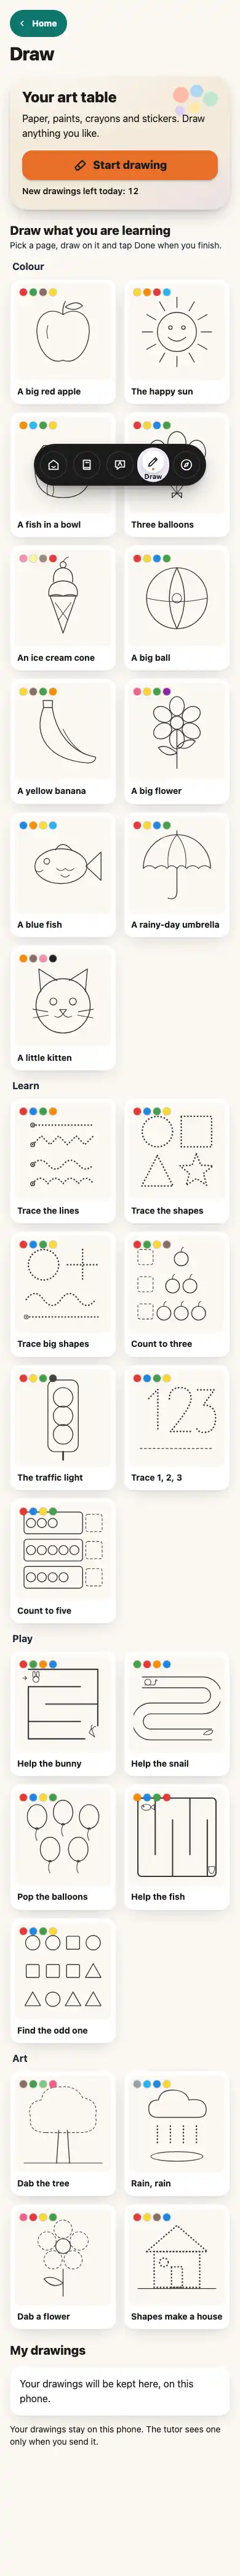 Home
Draw
Your art table
Paper, paints, crayons and stickers. Draw
anything you like.
Start drawing
New drawings left today: 12
Draw what you are learning
Pick a page, draw on it and tap Done when you finish.
Colour
A big red apple
The happy sun
Draw
A fish in a bowl
Three balloons
An ice cream cone
A big ball
A yellow banana
A big flower
A blue fish
A rainy-day umbrella
A little kitten
Learn
Trace the lines
Trace the shapes
Trace big shapes
Count to three
The traffic light
123
Trace 1, 2, 3
Count to five
Play
Help the bunny
Help the snail
Pop the balloons
Help the fish
Find the odd one
Art
Dab the tree
Rain, rain
Dab a flower
Shapes make a house
My drawings
Your drawings will be kept here, on this
phone.
Your drawings stay on this phone. The tutor sees one
only when you send it.